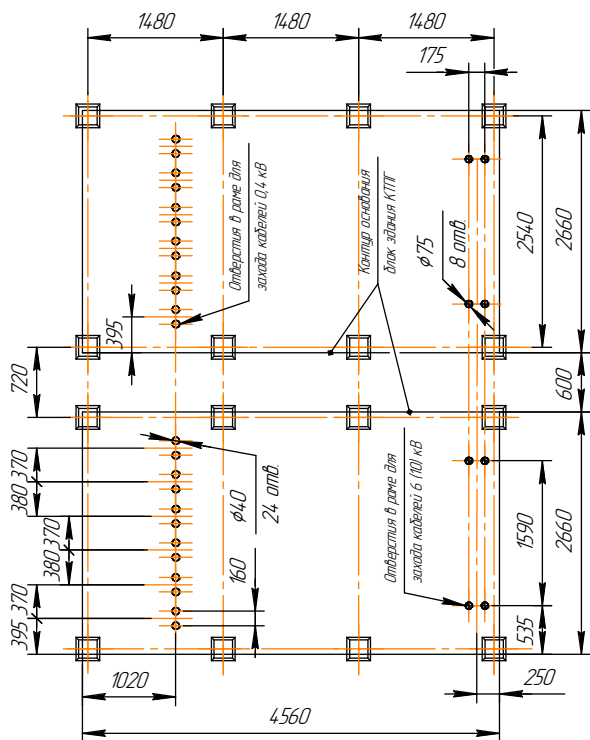 1480
1480
1480
175
Отверстия в раме для
захода кабелей 0,4 кВ
Контур основания
блок здания КТПГ
ϕ75
8 отв.
2540
2660
395
720
600
370
380
370
380
370
395
ϕ40
24 отв.
160
Отверстия в раме для
захода кабелей 6 (10) кВ
1590
2660
535
1020
250
4560